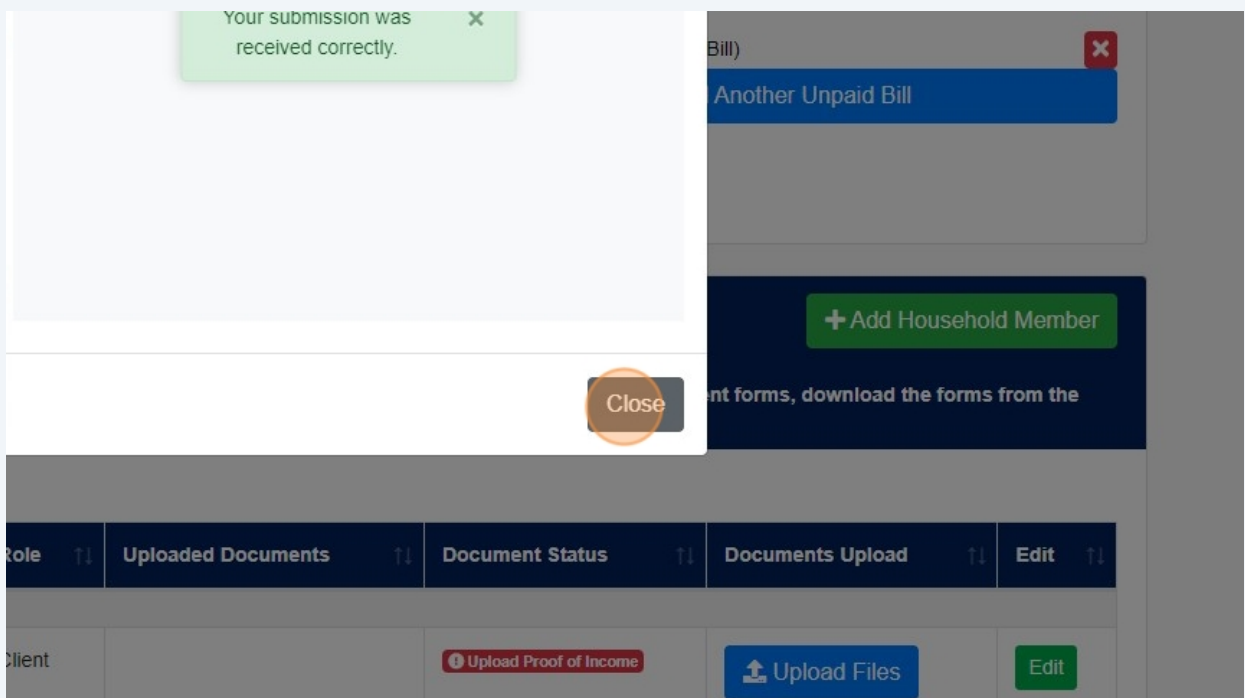 Your submission was
received correctly.
×
Bill)
Another Unpaid Bill
Add Household Member
Close
nt forms, download the forms from the
Role
Uploaded Documents
Document Status
Documents Upload
Edit
Client
Upload Proof of Income
Upload Files
Edit